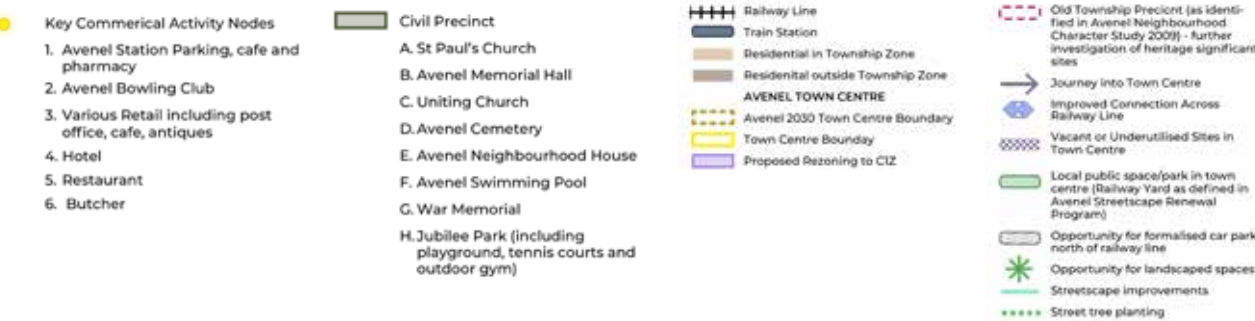 Key Commerical Activity Nodes
1. Avenel Station Parking, cafe and
pharmacy
2. Avenel Bowling Club
3. Various Retail including post
office, cafe, antiques
4. Hotel
5. Restaurant
6. Butcher
Civil Precinct
A. St Paul's Church
B. Avenel Memorial Hall
C. Uniting Church
D. Avenel Cemetery
E. Avenel Neighbourhood House
F. Avenel Swimming Pool
G. War Memorial
H. Jubilee Park (including
playground, tennis courts and
outdoor gym)
Railway Line
Train Station
Residential in Township Zone
Residenital outside Township Zone
AVENEL TOWN CENTRE
Avenel 2030 Town Centre Boundary
Town Centre Bounday
Proposed Rezoning to C1Z
Old Township Precicnt (as identi-
fied in Avenel Neighbourhood
Character Study 2009) - further
investigation of heritage significant
sites
Journey into Town Centre
Improved Connection Across
Railway Line
Vacant or Underutilised Sites in
Town Centre
Local public space/park in town
centre (Railway Yard as defined in
Avenel Streetscape Renewal
Program)
Opportunity for formalised car park
north of railway line
Opportunity for landscaped spaces
Streetscape improvements
Street tree planting